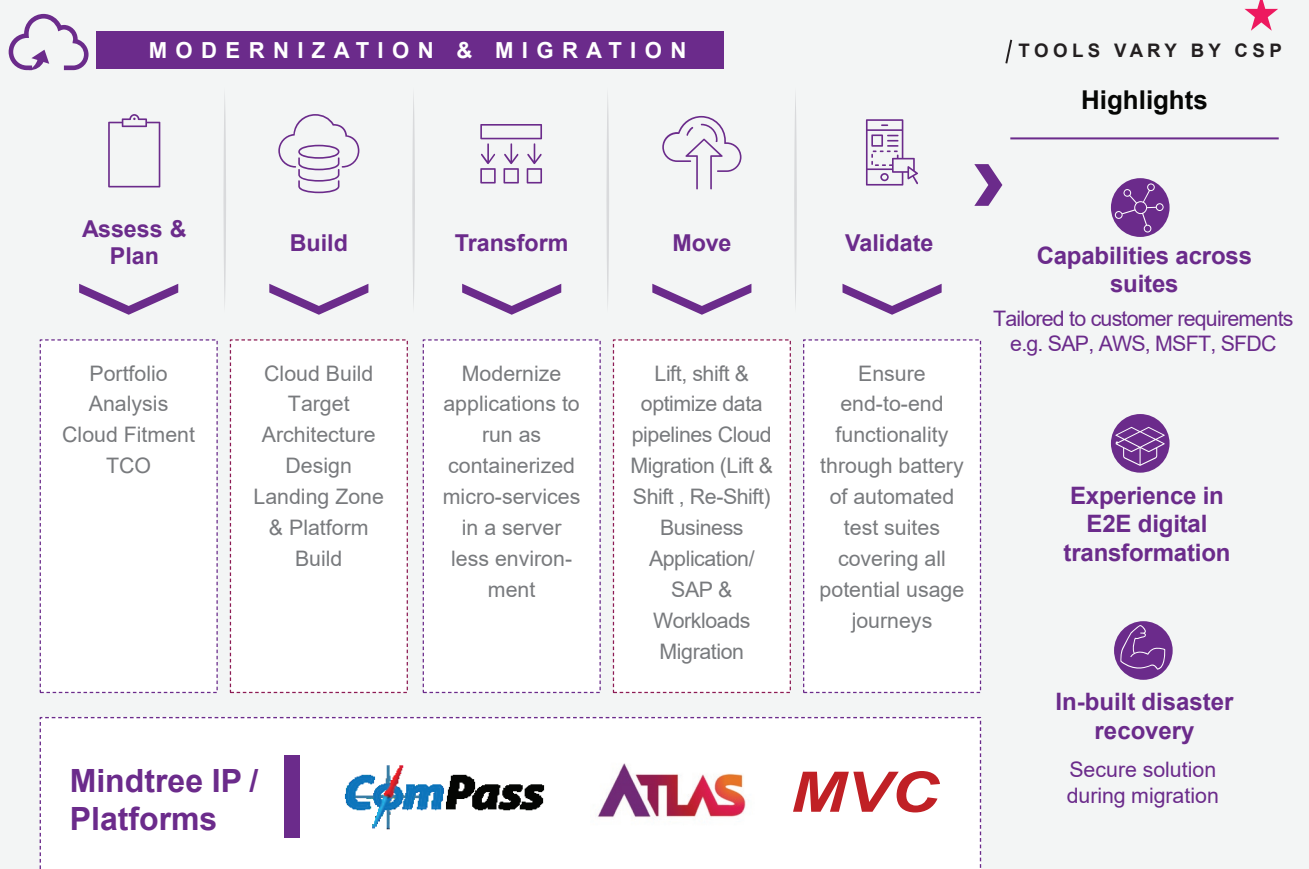 MODERNIZATION & MIGRATION
/TOOLS VARY BY CSP
Assess &
Plan
Build
Transform
Move
Validate
Portfolio
Analysis
Cloud Fitment
TCO
Cloud Build
Target
Architecture
Design
Landing Zone
& Platform
Build
Modernize
applications to
run as
containerized
micro-services
in a server
less environ-
ment
Lift, shift &
optimize data
pipelines Cloud
Migration (Lift &
Shift , Re-Shift)
Business
Application/
SAP &
Workloads
Migration
Ensure
end-to-end
functionality
through battery
of automated
test suites
covering all
potential usage
journeys
Highlights
Capabilities across
suites
Tailored to customer requirements
e.g. SAP, AWS, MSFT, SFDC
Experience in
E2E digital
transformation
In-built disaster
recovery
Secure solution
during migration
Mindtree IP /
Platforms
ComPass
ATLAS
MVC